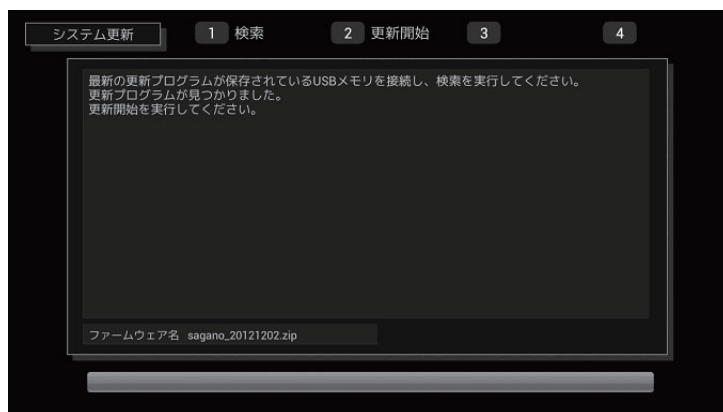 システム更新 1 検索 2 更新開始 3 4
最新の更新プログラムが保存されているUSBメモリを接続し、検索を実行してください。
更新プログラムが見つかりました。
更新開始を実行してください。
ファームウェア名 sagano_20121202.zip